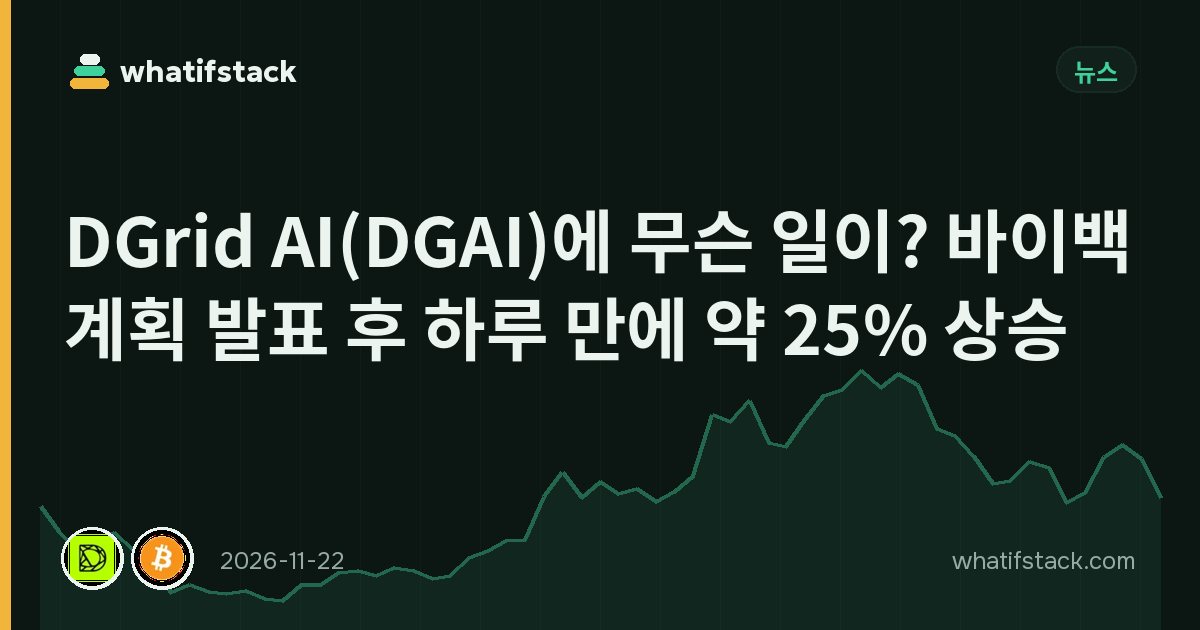 whatifstack
뉴스
DGrid AI(DGAI)에 무슨 일이? 바이백
계획 발표 후 하루 만에 약 25% 상승
2026-11-22
whatifstack.com